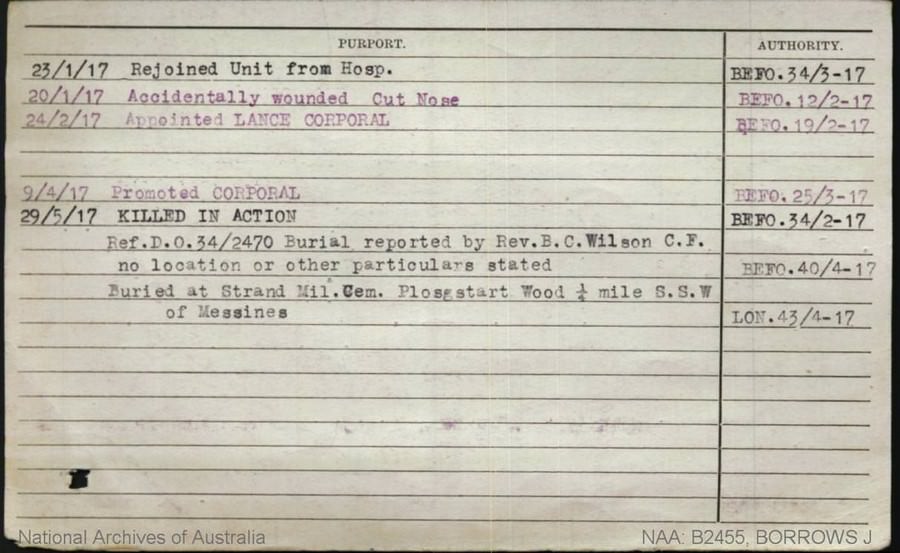 PURPORT. AUTHORITY.
23/1/17 Rejoined Unit from Hosp. BEFO.34/3-17
20/1/17 Accidentally wounded Cut Nose BEFO.12/2-17
24/2/17 Appointed LANCE CORPORAL BEFO.19/2-17
9/4/17 Promoted CORPORAL BEFO.25/3-17
29/5/17 KILLED IN ACTION BEFO.34/2-17
Ref.D.O.34/2470 Burial reported by Rev.B.C.Wilson C.F.
no location or other particulars stated BEFO.40/4-17
Buried at Strand Mil.Cem. Plosgstart Wood ¼ mile S.S.W
of Messines LON.43/4-17
National Archives of Australia NAA: B2455, BORROWS J